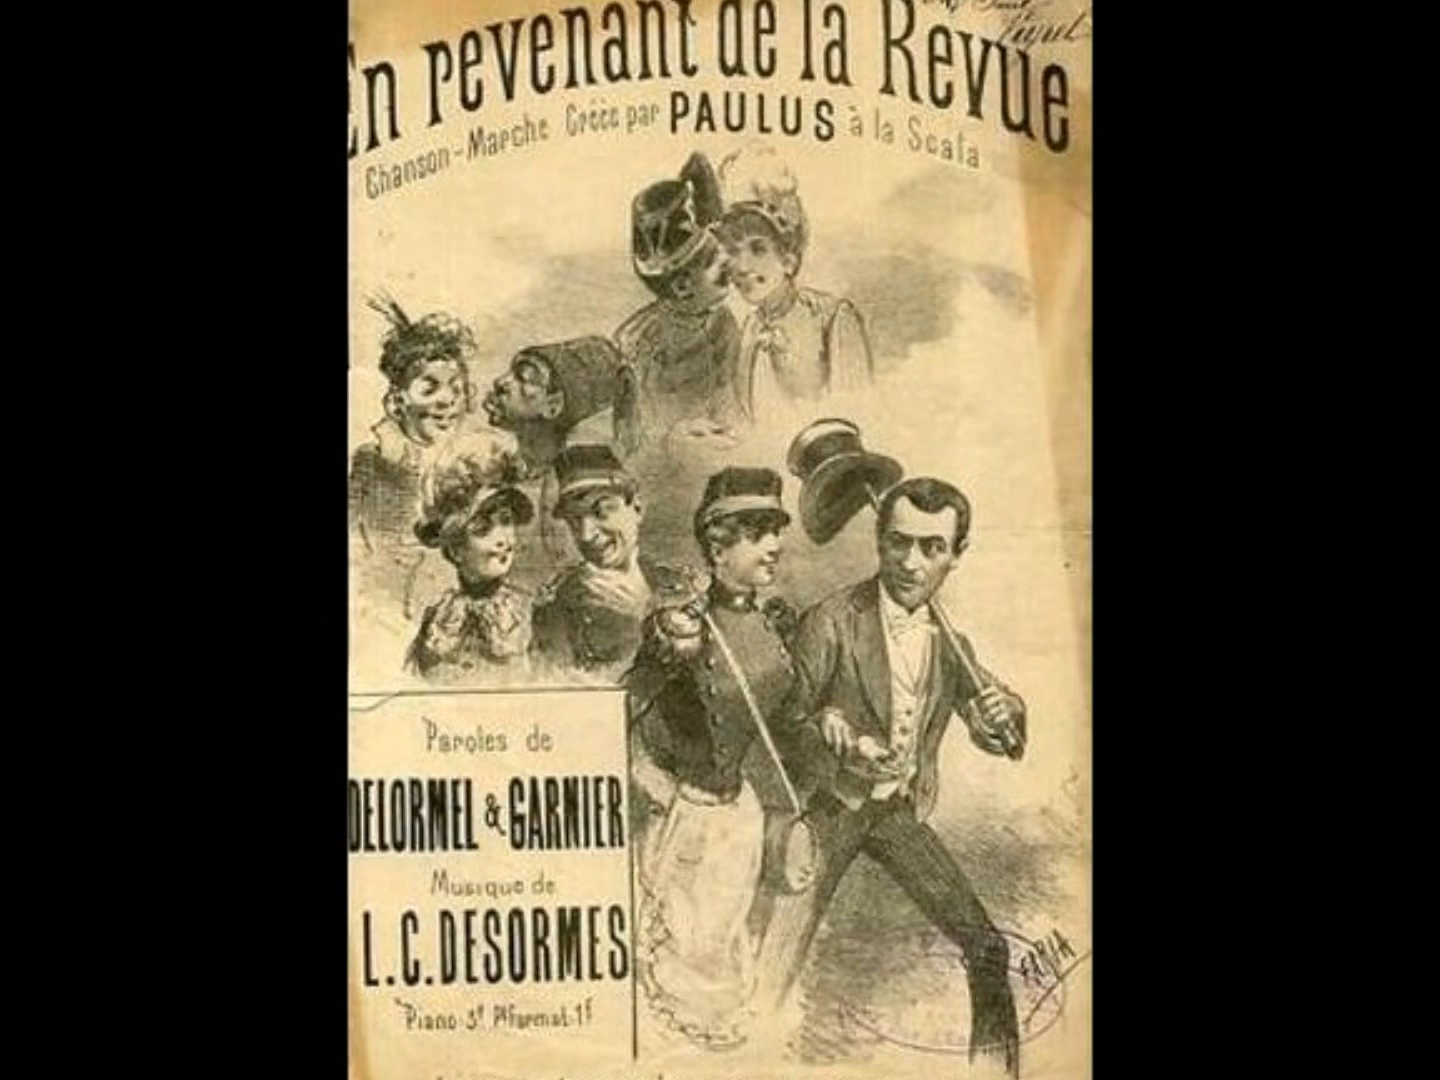 En revenant de la Revue
Chanson-Marche Créée par PAULUS à la Scala
Paroles de
DELORMEL & GARNIER
Musique de
L.C. DESORMES
Piano 3f Pt Format 1f
FARIA